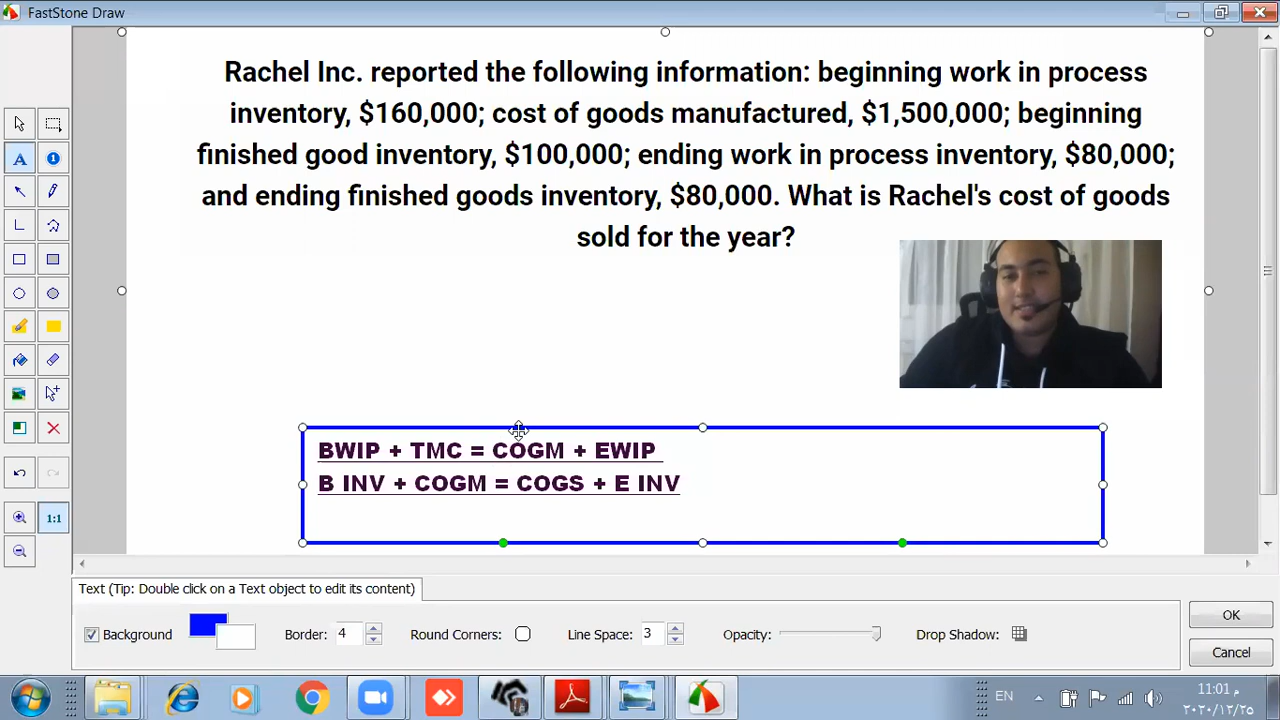 FastStone Draw
Rachel Inc. reported the following information: beginning work in process
inventory, $160,000; cost of goods manufactured, $1,500,000; beginning
finished good inventory, $100,000; ending work in process inventory, $80,000;
and ending finished goods inventory, $80,000. What is Rachel's cost of goods
sold for the year?
BWIP + TMC = COGM + EWIP
B INV + COGM = COGS + E INV
A
1
1:1
Text (Tip: Double click on a Text object to edit its content)
Background
Border: 4
Round Corners:
Line Space: 3
Opacity:
Drop Shadow:
OK
Cancel
EN
11:01 م
٢٠٢٠/١٢/٢٥